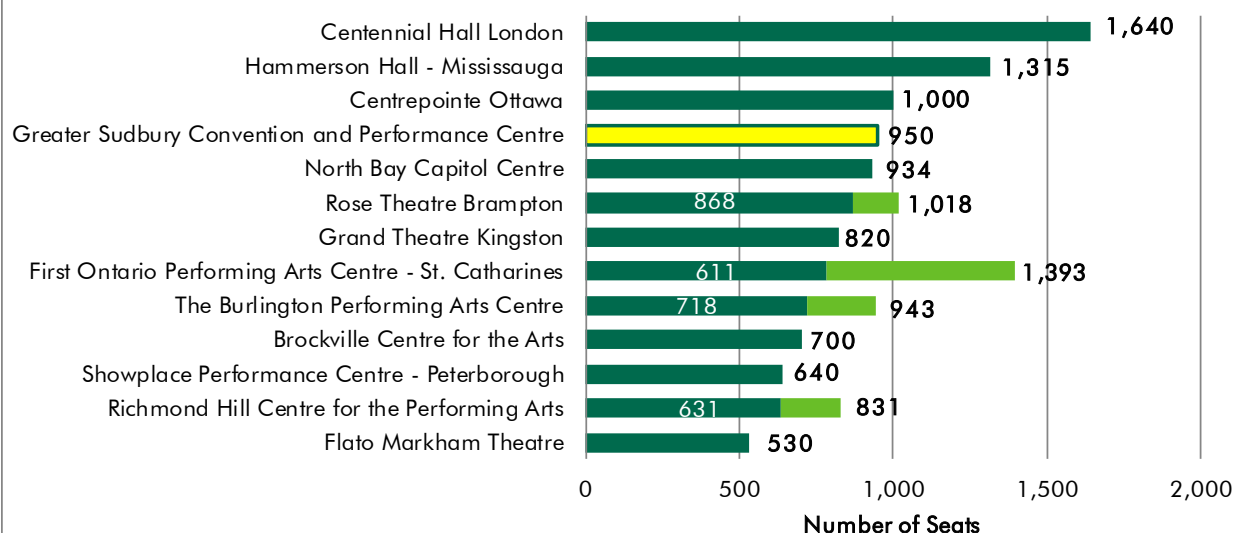 Centennial Hall London 1,640
Hammerson Hall - Mississauga 1,315
Centrepointe Ottawa 1,000
Greater Sudbury Convention and Performance Centre 950
North Bay Capitol Centre 934
Rose Theatre Brampton 868 1,018
Grand Theatre Kingston 820
First Ontario Performing Arts Centre - St. Catharines 611 1,393
The Burlington Performing Arts Centre 718 943
Brockville Centre for the Arts 700
Showplace Performance Centre - Peterborough 640
Richmond Hill Centre for the Performing Arts 631 831
Flato Markham Theatre 530
0 500 1,000 1,500 2,000
Number of Seats